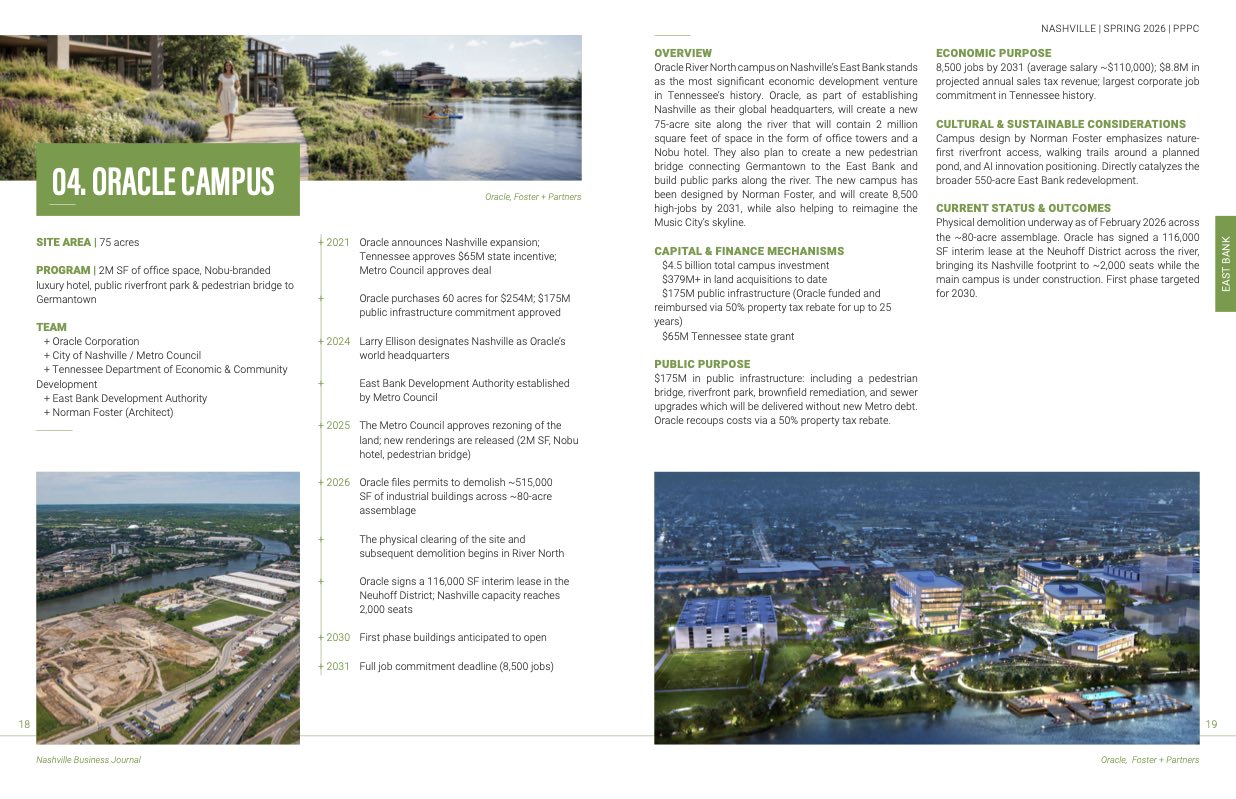 04. ORACLE CAMPUS
Oracle, Foster + Partners
SITE AREA | 75 acres
PROGRAM | 2M SF of office space, Nobu-branded
luxury hotel, public riverfront park & pedestrian bridge to
Germantown
TEAM
+ Oracle Corporation
+ City of Nashville / Metro Council
+ Tennessee Department of Economic & Community
Development
+ East Bank Development Authority
+ Norman Foster (Architect)
+ 2021 Oracle announces Nashville expansion;
Tennessee approves $65M state incentive;
Metro Council approves deal
+ Oracle purchases 60 acres for $254M; $175M
public infrastructure commitment approved
+ 2024 Larry Ellison designates Nashville as Oracle's
world headquarters
+ East Bank Development Authority established
by Metro Council
+ 2025 The Metro Council approves rezoning of the
land; new renderings are released (2M SF, Nobu
hotel, pedestrian bridge)
+ 2026 Oracle files permits to demolish ~515,000
SF of industrial buildings across ~80-acre
assemblage
+ The physical clearing of the site and
subsequent demolition begins in River North
+ Oracle signs a 116,000 SF interim lease in the
Neuhoff District; Nashville capacity reaches
2,000 seats
+ 2030 First phase buildings anticipated to open
+ 2031 Full job commitment deadline (8,500 jobs)
18
Nashville Business Journal
NASHVILLE | SPRING 2026 | PPPC
OVERVIEW
Oracle River North campus on Nashville's East Bank stands
as the most significant economic development venture
in Tennessee's history. Oracle, as part of establishing
Nashville as their global headquarters, will create a new
75-acre site along the river that will contain 2 million
square feet of space in the form of office towers and a
Nobu hotel. They also plan to create a new pedestrian
bridge connecting Germantown to the East Bank and
build public parks along the river. The new campus has
been designed by Norman Foster, and will create 8,500
high-jobs by 2031, while also helping to reimagine the
Music City's skyline.
CAPITAL & FINANCE MECHANISMS
$4.5 billion total campus investment
$379M+ in land acquisitions to date
$175M public infrastructure (Oracle funded and
reimbursed via 50% property tax rebate for up to 25
years)
$65M Tennessee state grant
PUBLIC PURPOSE
$175M in public infrastructure: including a pedestrian
bridge, riverfront park, brownfield remediation, and sewer
upgrades which will be delivered without new Metro debt.
Oracle recoups costs via a 50% property tax rebate.
ECONOMIC PURPOSE
8,500 jobs by 2031 (average salary ~$110,000); $8.8M in
projected annual sales tax revenue; largest corporate job
commitment in Tennessee history.
CULTURAL & SUSTAINABLE CONSIDERATIONS
Campus design by Norman Foster emphasizes nature-
first riverfront access, walking trails around a planned
pond, and AI innovation positioning. Directly catalyzes the
broader 550-acre East Bank redevelopment.
CURRENT STATUS & OUTCOMES
Physical demolition underway as of February 2026 across
the ~80-acre assemblage. Oracle has signed a 116,000
SF interim lease at the Neuhoff District across the river,
bringing its Nashville footprint to ~2,000 seats while the
main campus is under construction. First phase targeted
for 2030.
EAST BANK
19
Oracle, Foster + Partners